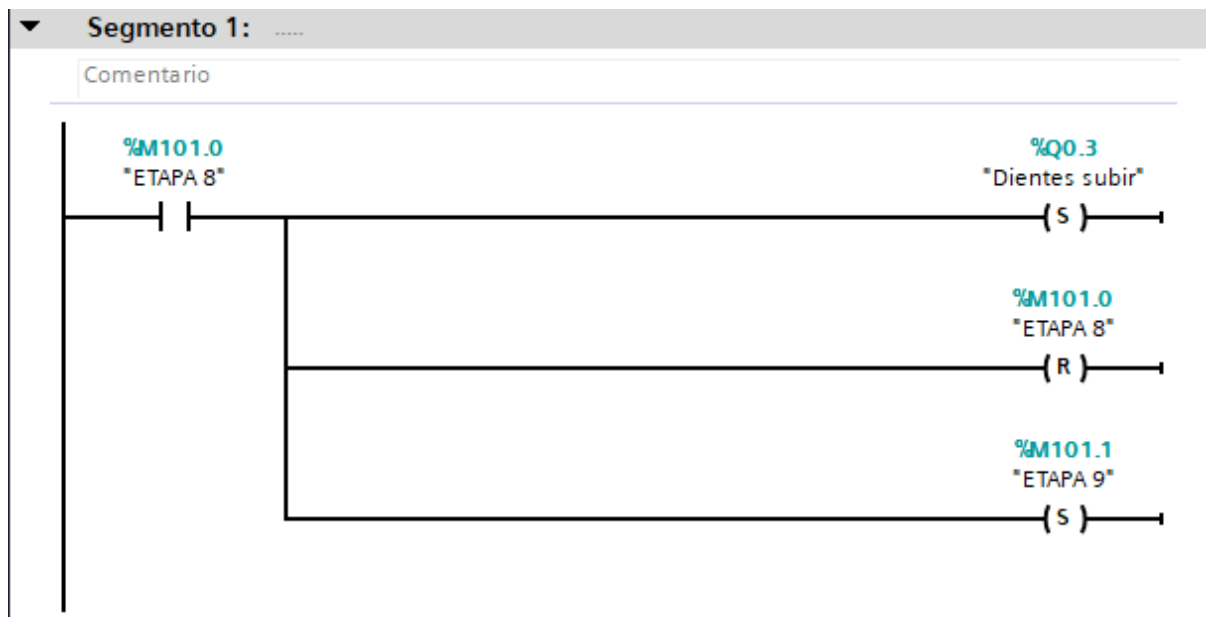 Segmento 1: .....
Comentario
%M101.0
"ETAPA 8"
%Q0.3
"Dientes subir"
S
%M101.0
"ETAPA 8"
R
%M101.1
"ETAPA 9"
S